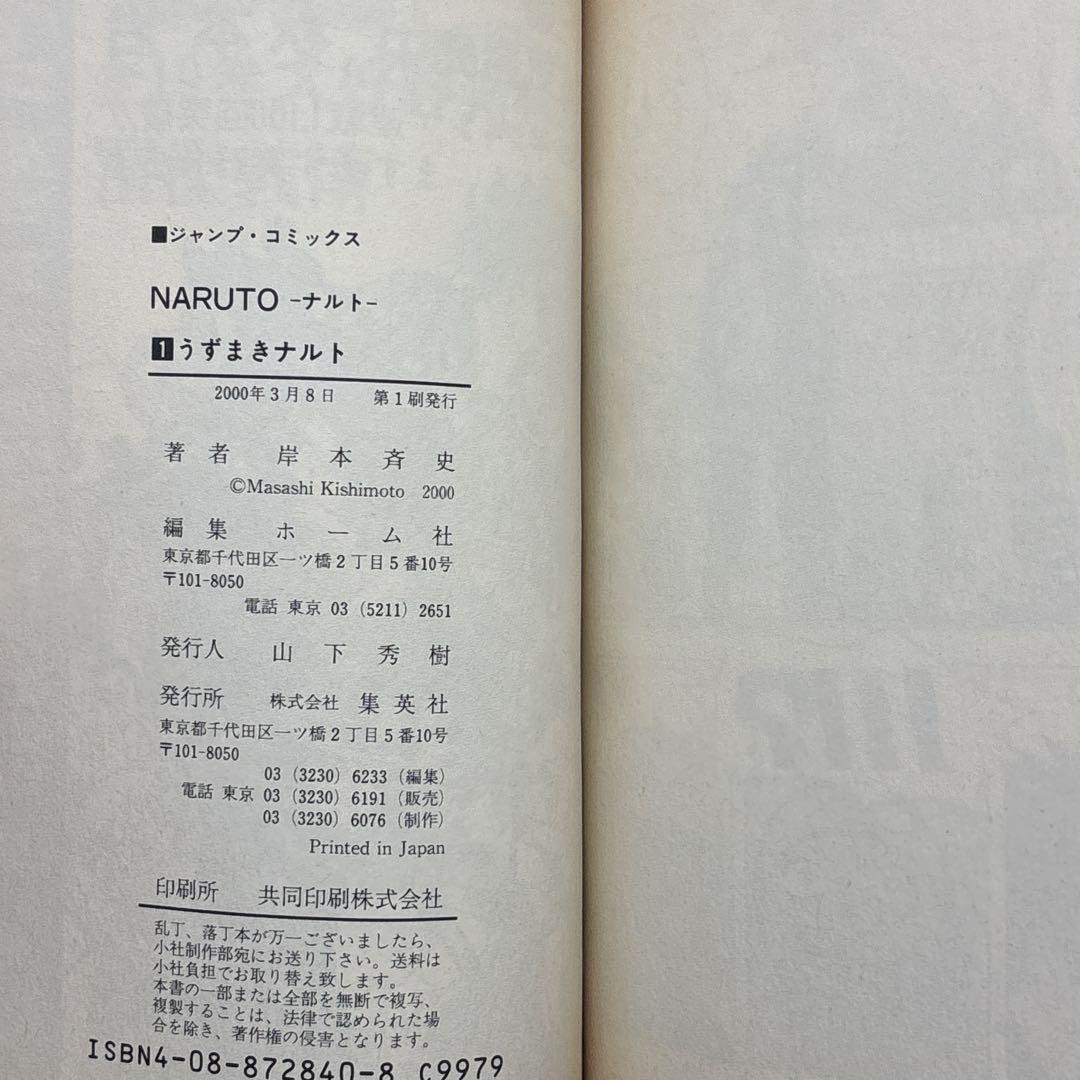 ■ジャンプ・コミックス
NARUTO -ナルト-
1うずまきナルト
2000年3月8日 第1刷発行
著者 岸本斉史
©Masashi Kishimoto 2000
編集 ホーム社
東京都千代田区一ツ橋2丁目5番10号
〒101-8050
電話 東京 03 (5211) 2651
発行人 山下秀樹
発行所 株式会社 集英社
東京都千代田区一ツ橋2丁目5番10号
〒101-8050
03 (3230) 6233 (編集)
電話 東京 03 (3230) 6191 (販売)
03 (3230) 6076 (制作)
Printed in Japan
印刷所 共同印刷株式会社
乱丁、落丁本が万一ございましたら、
小社制作部宛にお送り下さい。送料は
小社負担でお取り替え致します。
本書の一部または全部を無断で複写、
複製することは、法律で認められた場
合を除き、著作権の侵害となります。
ISBN4-08-872840-8 C9979